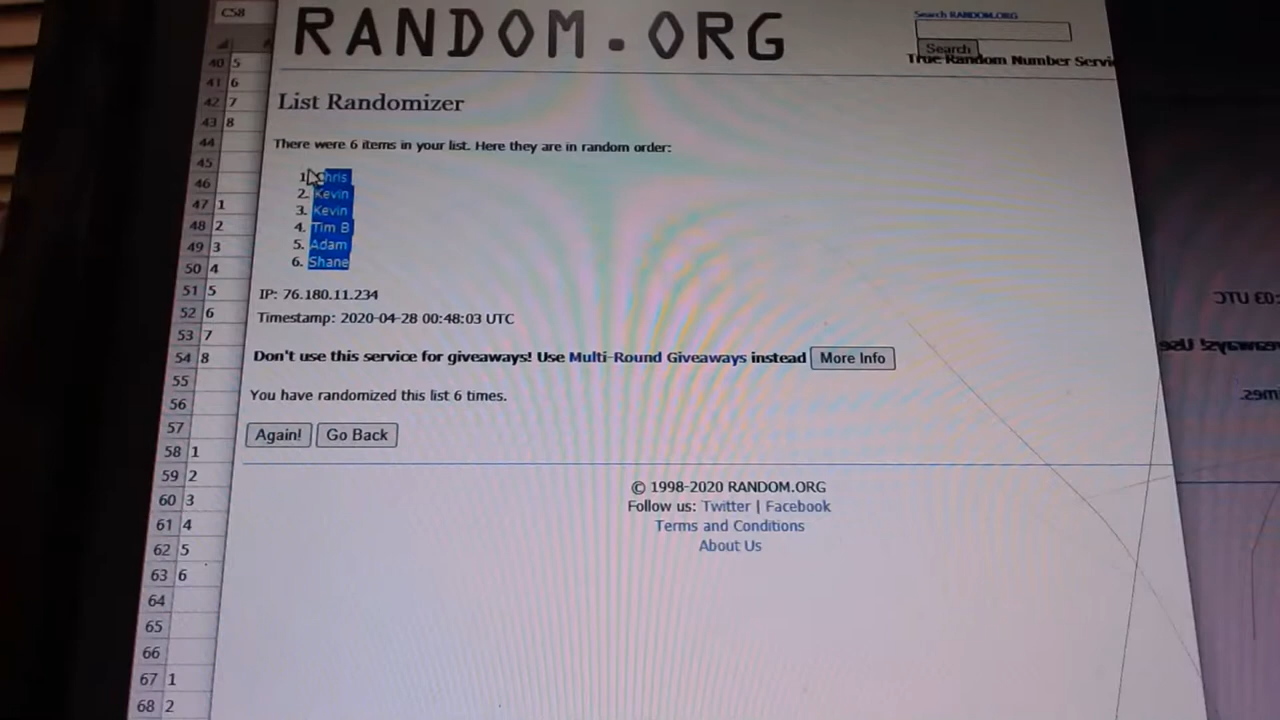 C58
RANDOM.ORG
Search RANDOM.ORG
Search
True Random Number Servi
List Randomizer
There were 6 items in your list. Here they are in random order:
1. Chris
2. Kevin
3. Kevin
4. Tim B
5. Adam
6. Shane
IP: 76.180.11.234
Timestamp: 2020-04-28 00:48:03 UTC
Don't use this service for giveaways! Use Multi-Round Giveaways instead More Info
You have randomized this list 6 times.
Again! Go Back
© 1998-2020 RANDOM.ORG
Follow us: Twitter | Facebook
Terms and Conditions
About Us
40 5
41 6
42 7
43 8
44
45
46
47 1
48 2
49 3
50 4
51 5
52 6
53 7
54 8
55
56
57
58 1
59 2
60 3
61 4
62 5
63 6
64
65
66
67 1
68 2